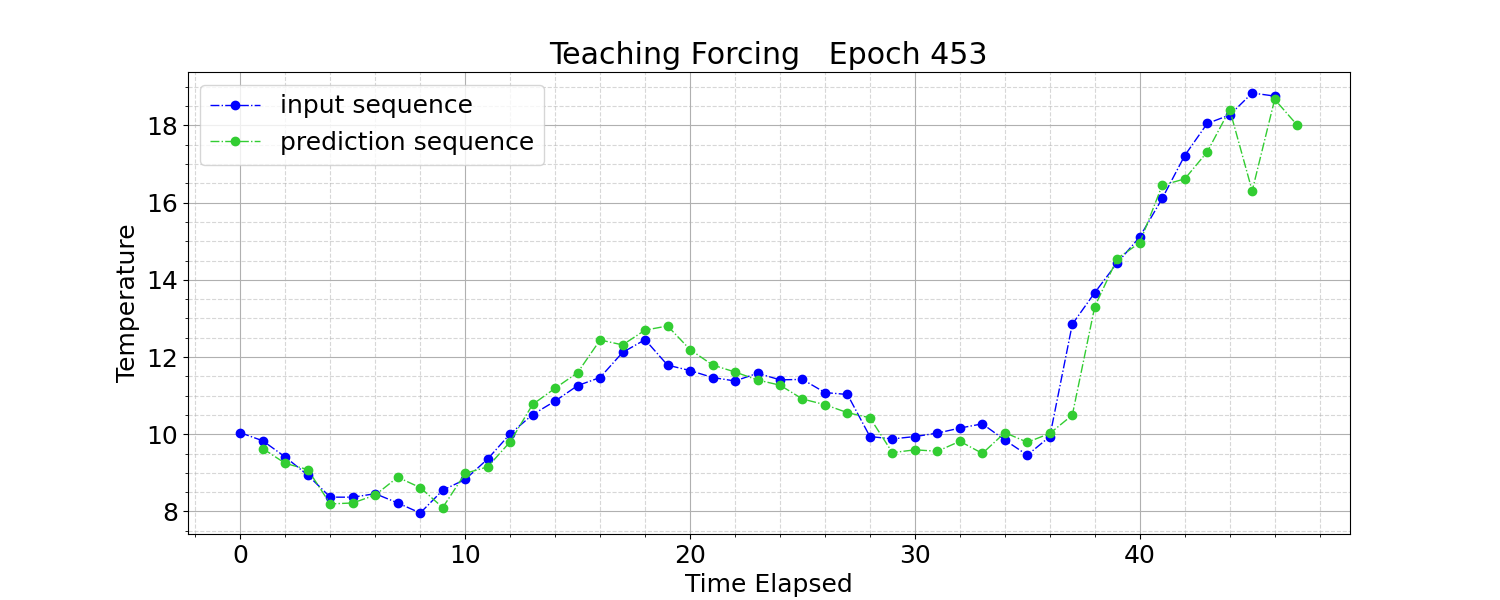 Teaching Forcing   Epoch 453
input sequence
prediction sequence
Temperature
18
16
14
12
10
8
0 10 20 30 40
Time Elapsed